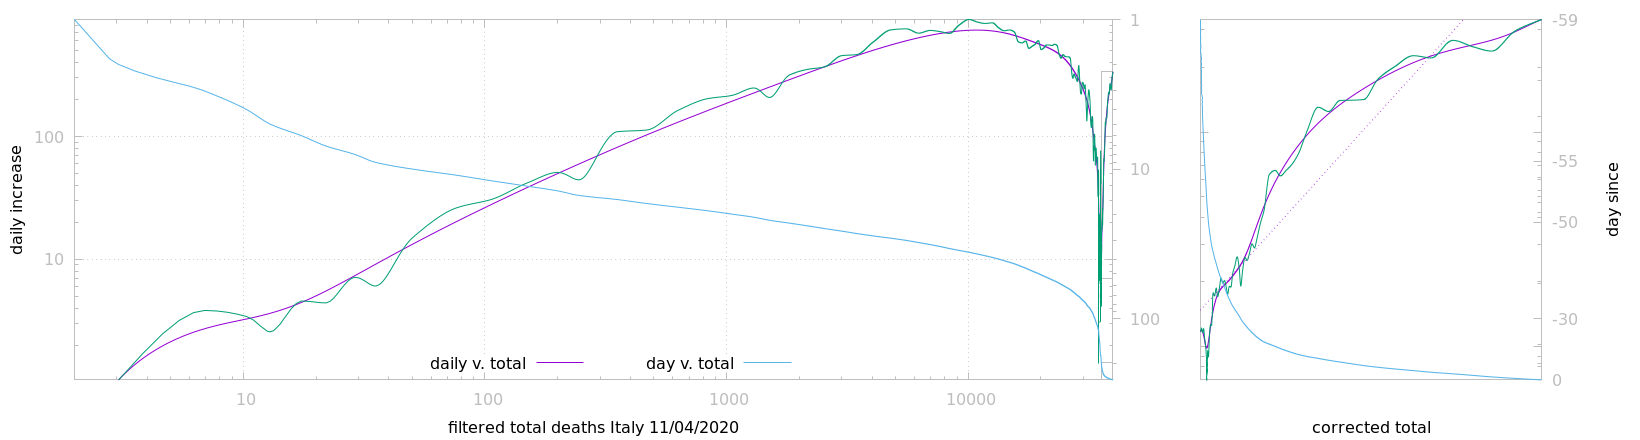 daily increase
100
10
1
10
100
daily v. total
day v. total
10
100
1000
10000
filtered total deaths Italy 11/04/2020
-59
-55
-50
-30
0
day since
corrected total